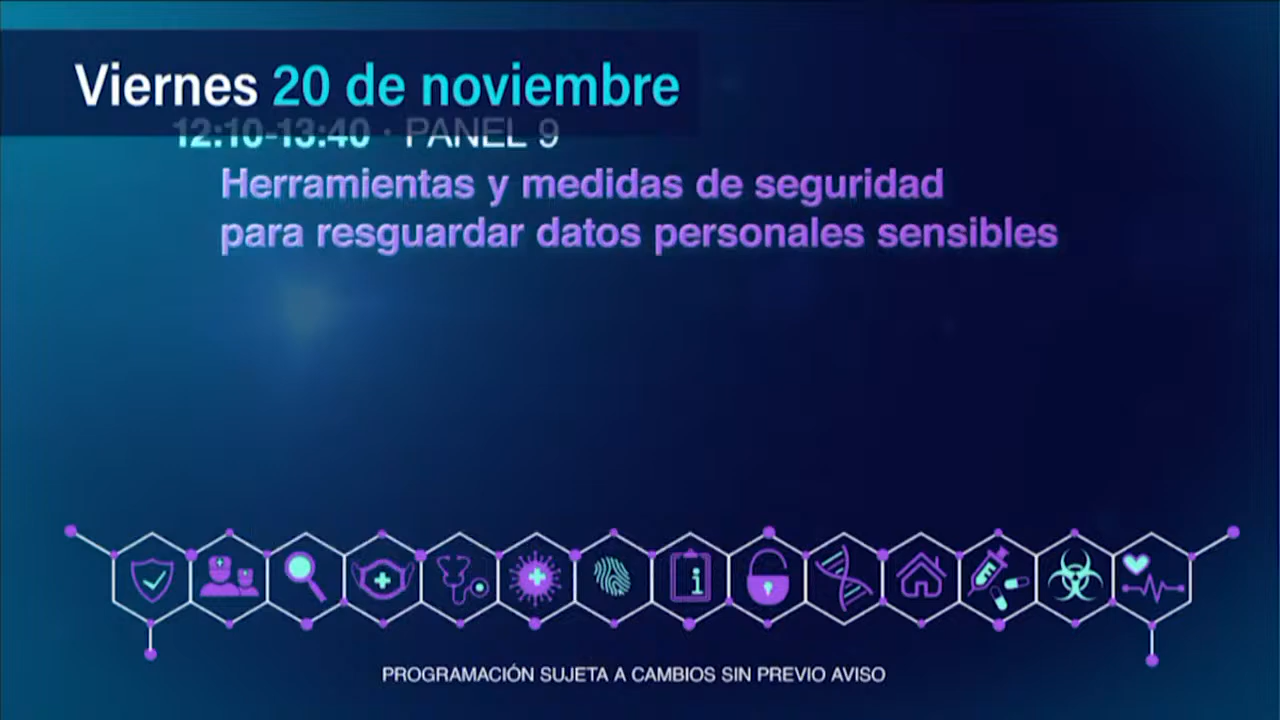 Viernes 20 de noviembre
12:10-13:40 · PANEL 9
Herramientas y medidas de seguridad
para resguardar datos personales sensibles
i
PROGRAMACIÓN SUJETA A CAMBIOS SIN PREVIO AVISO